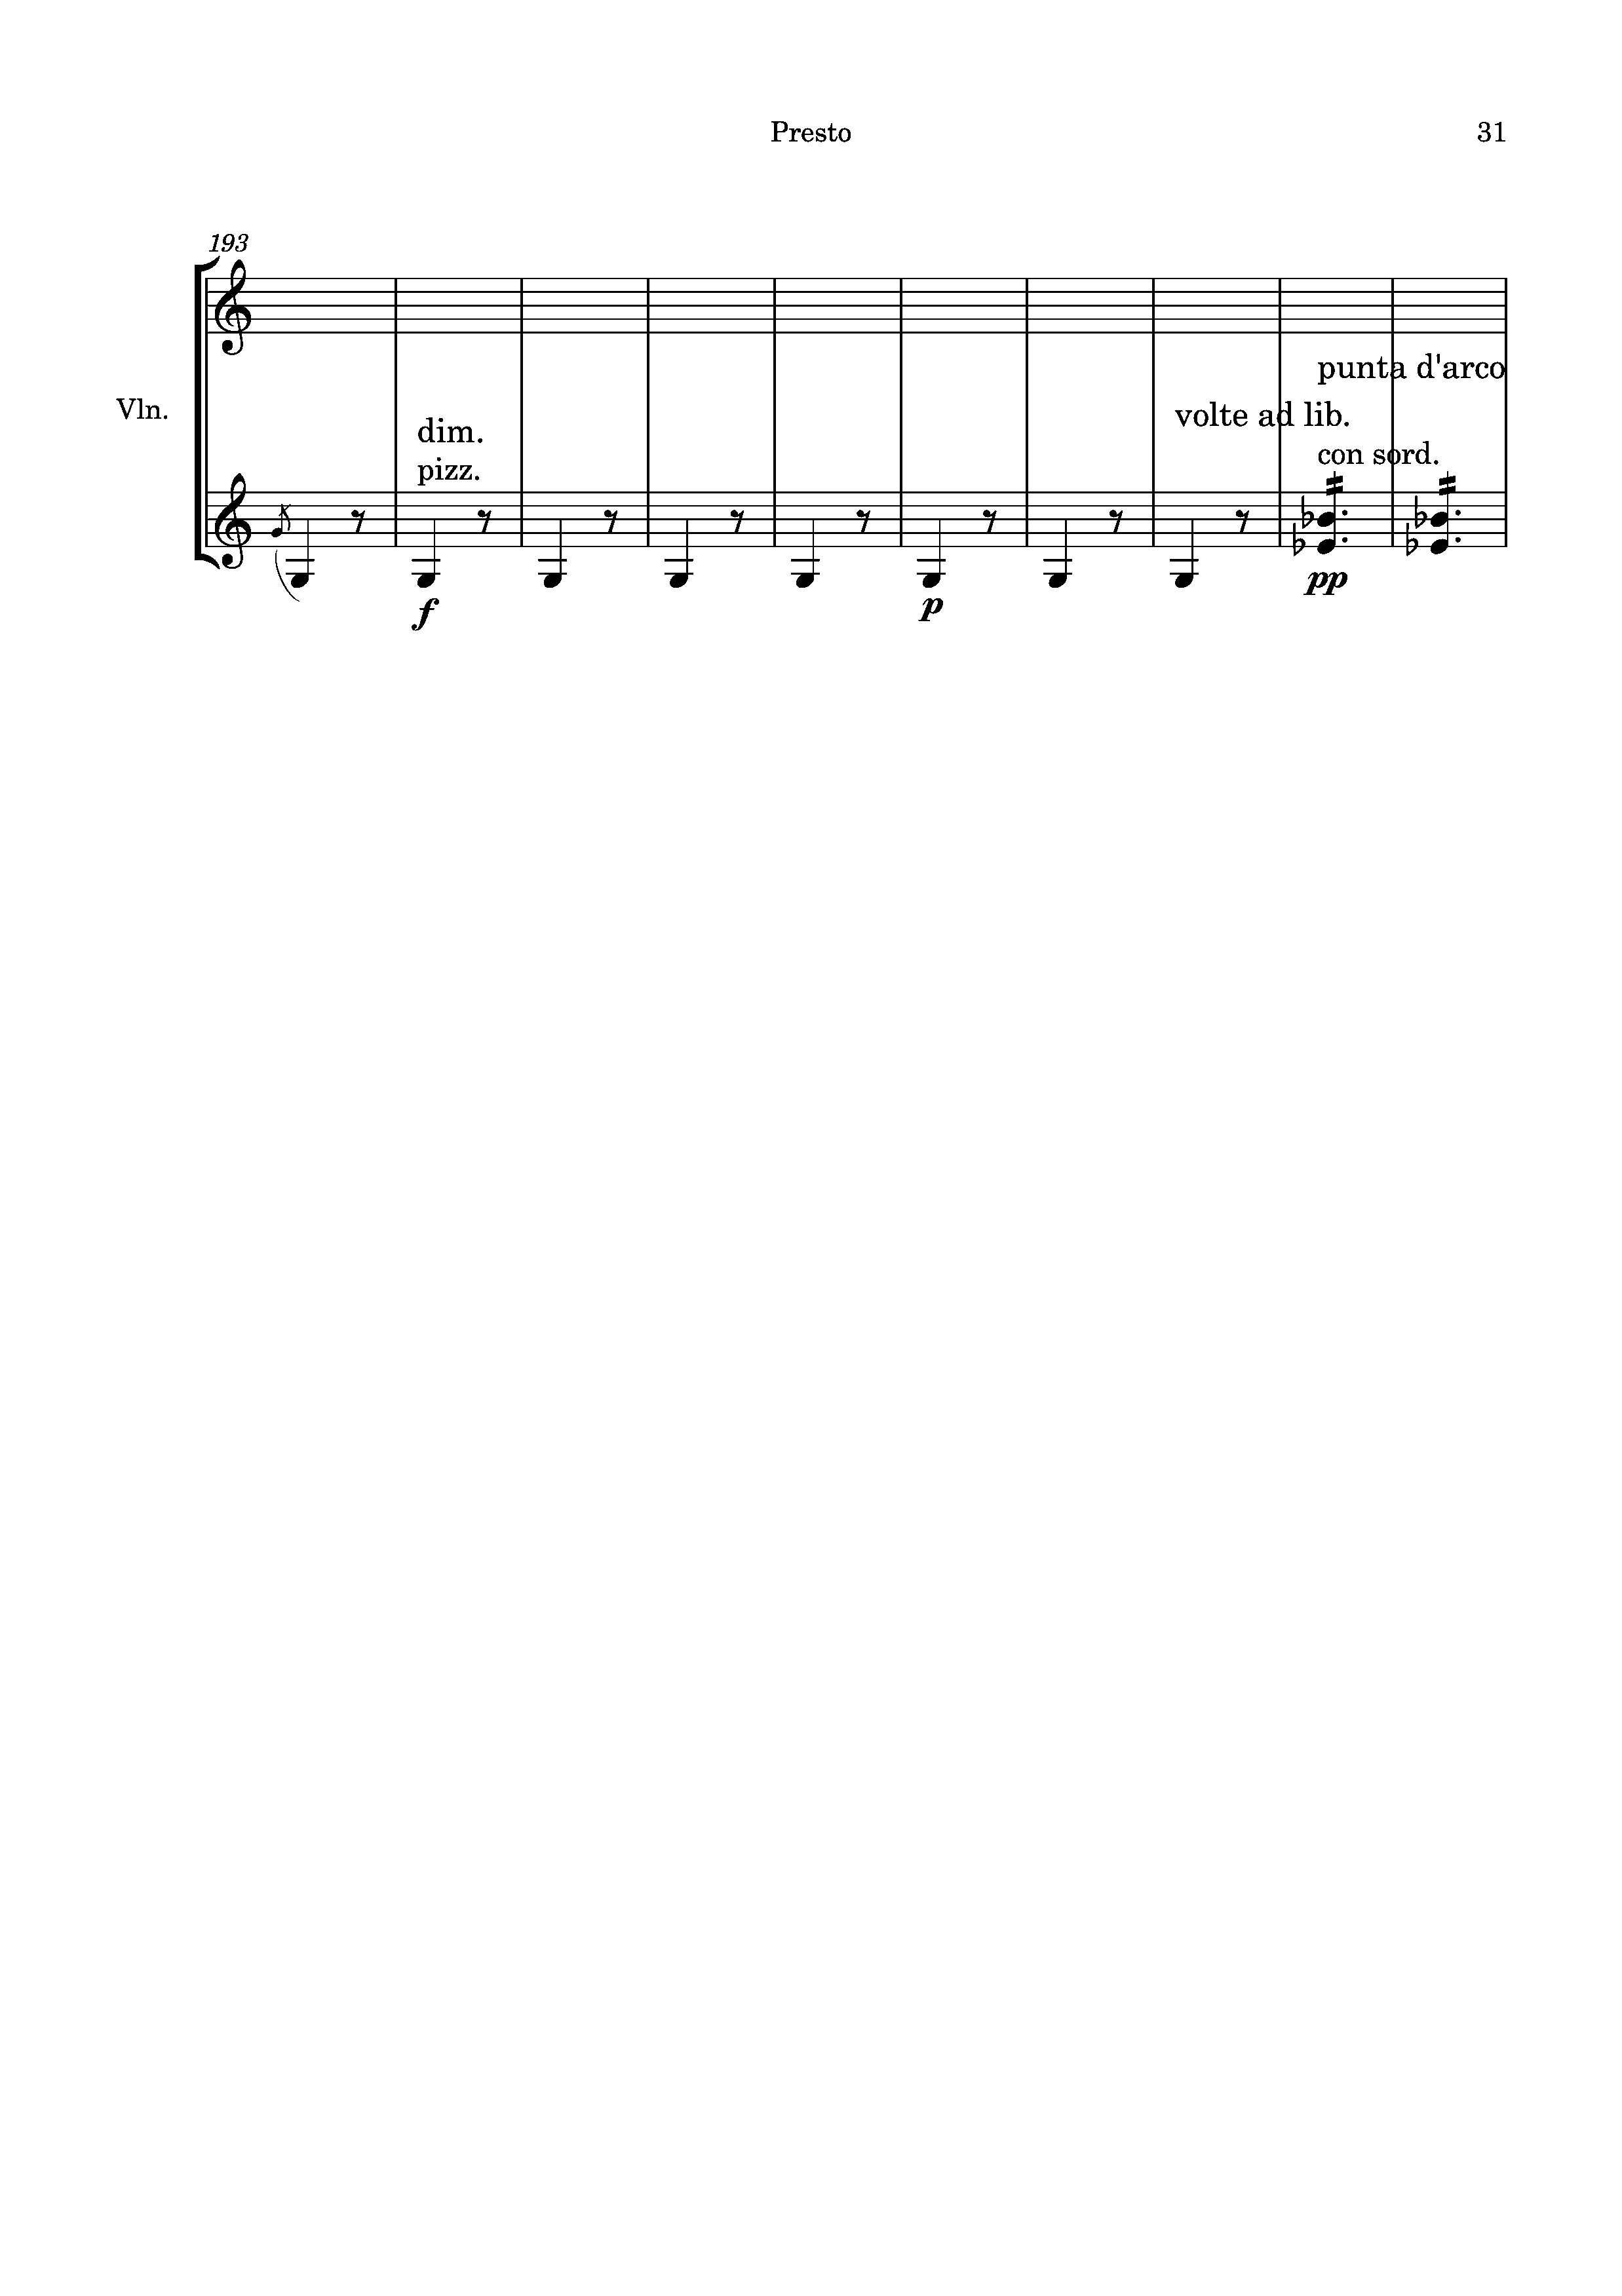 Presto 31
193
Vln.
punta d'arco
volte ad lib.
dim.
con sord.
pizz.
pp
f
p